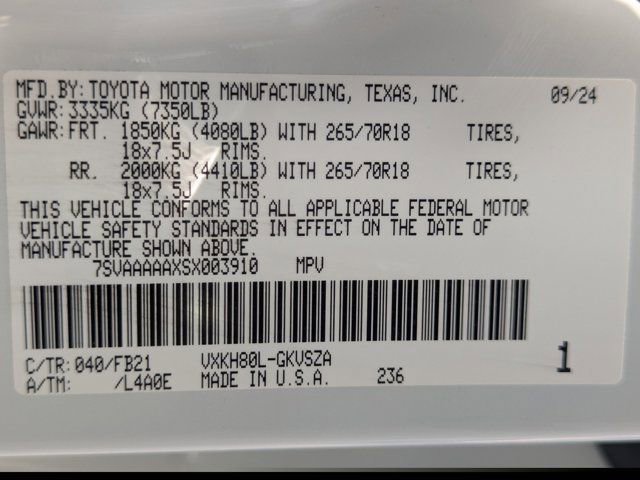 MFD.BY: TOYOTA MOTOR MANUFACTURING, TEXAS, INC. 09/24
GVWR: 3335KG (7350LB)
GAWR: FRT. 1850KG (4080LB) WITH 265/70R18 TIRES,
18x7.5J RIMS.
RR. 2000KG (4410LB) WITH 265/70R18 TIRES,
18x7.5J RIMS.
THIS VEHICLE CONFORMS TO ALL APPLICABLE FEDERAL MOTOR
VEHICLE SAFETY STANDARDS IN EFFECT ON THE DATE OF
MANUFACTURE SHOWN ABOVE.
7SVAAAAAXSX003910 MPV
C/TR: 040/FB21 VXKH80L-GKVSZA 1
A/TM: /L4A0E MADE IN U.S.A. 236